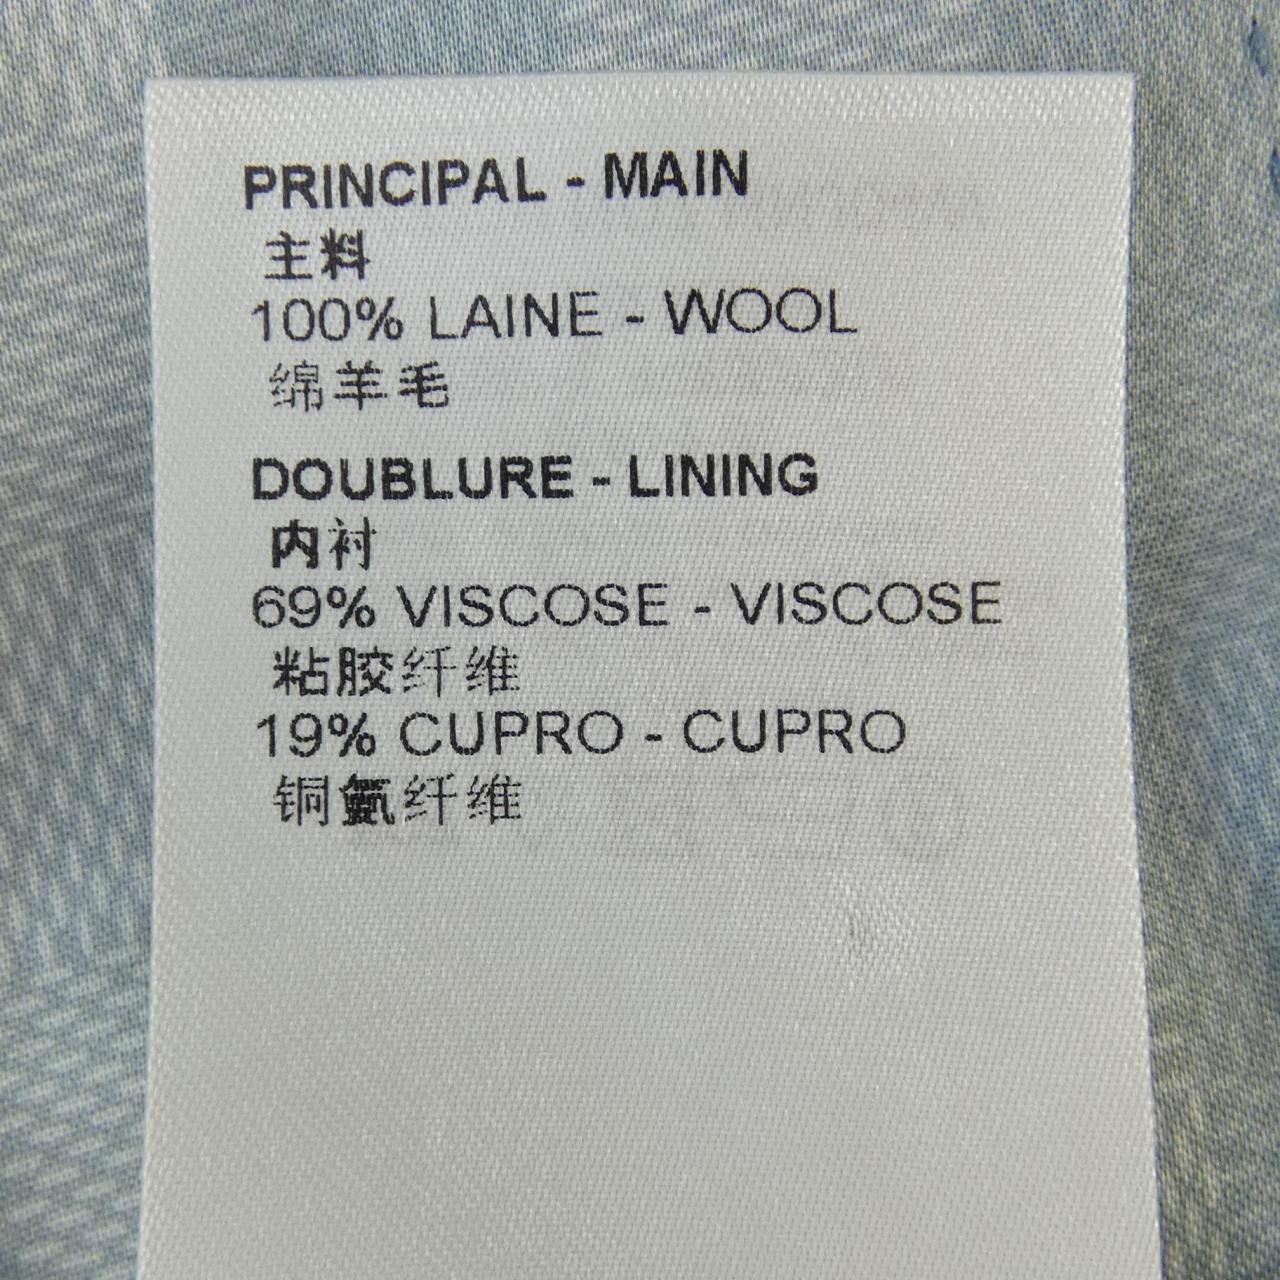 PRINCIPAL - MAIN
主料
100% LAINE - WOOL
绵羊毛
DOUBLURE - LINING
内衬
69% VISCOSE - VISCOSE
粘胶纤维
19% CUPRO - CUPRO
铜氨纤维